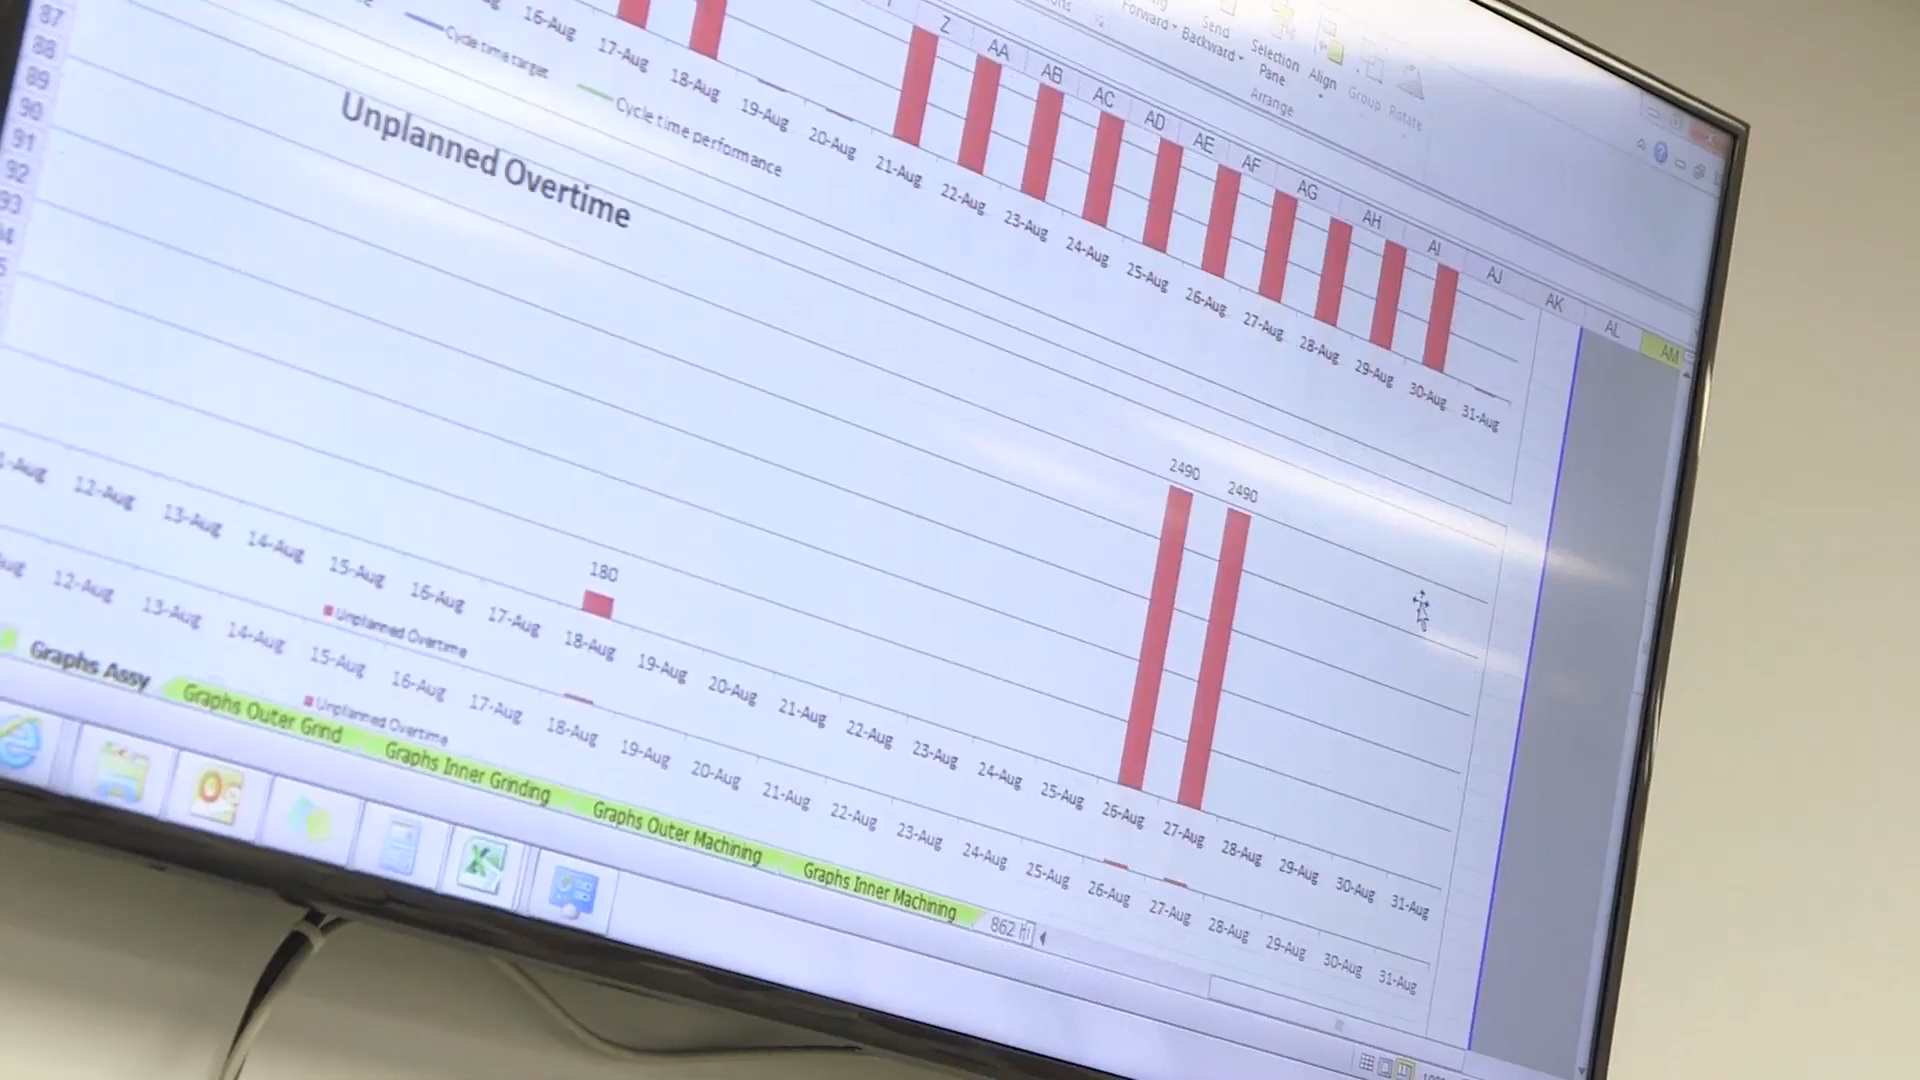 Forward
Send
Backward
Selection
Pane
Align
Group
Rotate
Arrange
Z
AA
AB
AC
AD
AE
AF
AG
AH
AI
AJ
AK
AL
AM
87
88
89
90
91
92
93
16-Aug
17-Aug
18-Aug
19-Aug
20-Aug
21-Aug
22-Aug
23-Aug
24-Aug
25-Aug
26-Aug
27-Aug
28-Aug
29-Aug
30-Aug
31-Aug
Cycle time target
Cycle time performance
Unplanned Overtime
2490
2490
180
12-Aug
13-Aug
14-Aug
15-Aug
16-Aug
17-Aug
18-Aug
19-Aug
20-Aug
21-Aug
22-Aug
23-Aug
24-Aug
25-Aug
26-Aug
27-Aug
28-Aug
29-Aug
30-Aug
31-Aug
Unplanned Overtime
12-Aug
13-Aug
14-Aug
15-Aug
16-Aug
17-Aug
18-Aug
19-Aug
20-Aug
21-Aug
22-Aug
23-Aug
24-Aug
25-Aug
26-Aug
27-Aug
28-Aug
29-Aug
30-Aug
31-Aug
Unplanned Overtime
Graphs Assy
Graphs Outer Grind
Graphs Inner Grinding
Graphs Outer Machining
Graphs Inner Machining
862